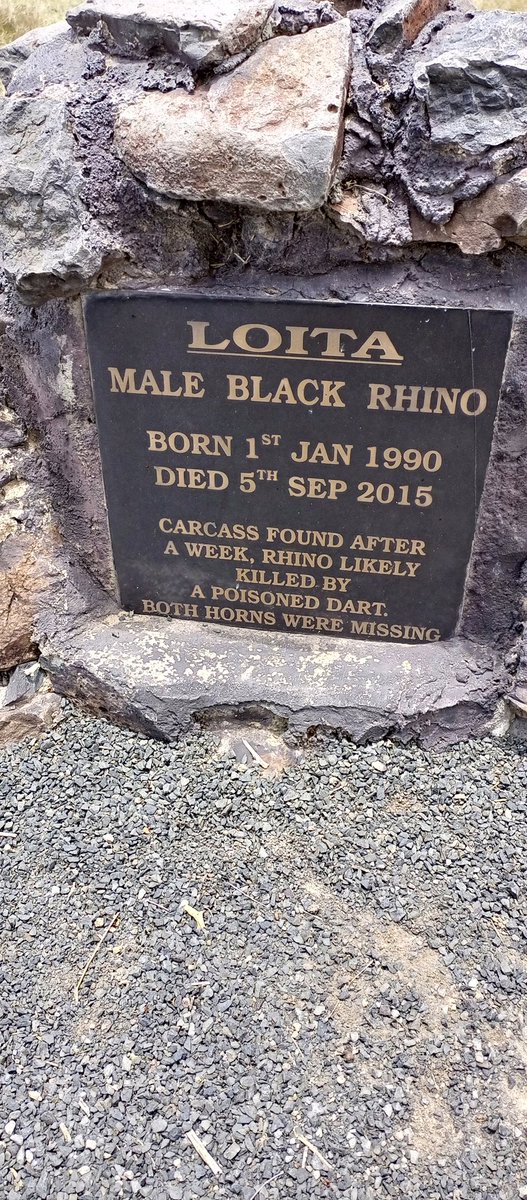 LOITA
MALE BLACK RHINO
BORN 1ST JAN 1990
DIED 5TH SEP 2015
CARCASS FOUND AFTER
A WEEK, RHINO LIKELY
KILLED BY
A POISONED DART.
BOTH HORNS WERE MISSING